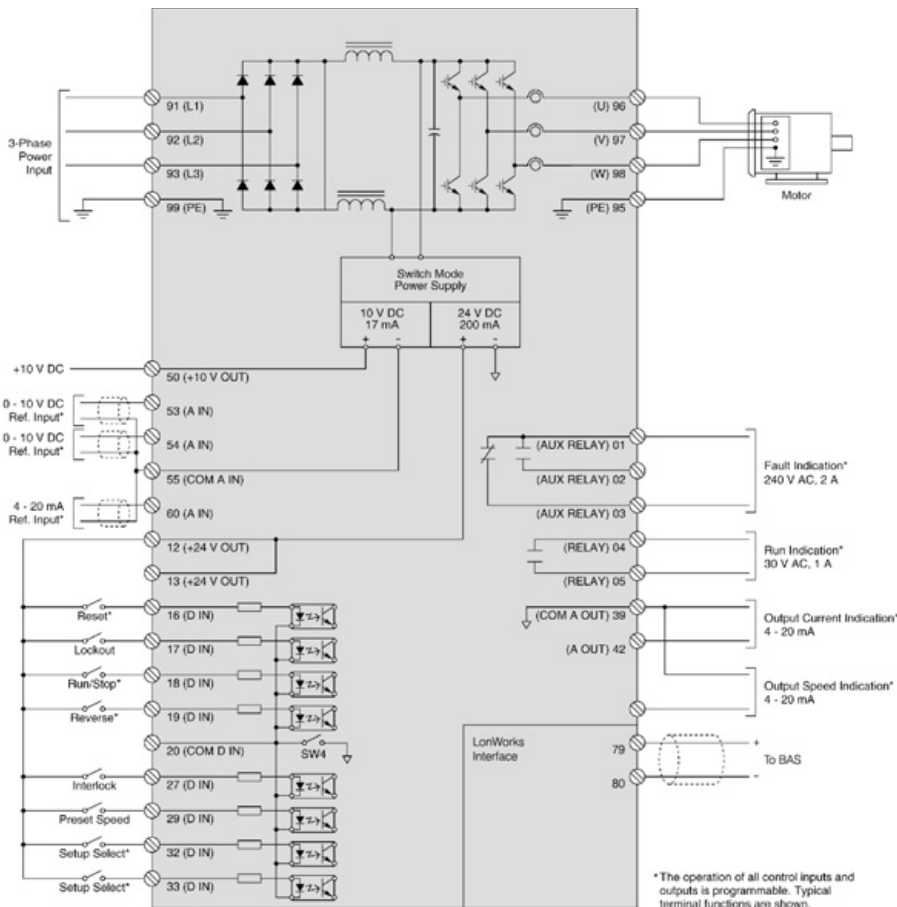 91 (L1)
92 (L2)
93 (L3)
99 (PE)
3-Phase
Power
Input
(U) 96
(V) 97
(W) 98
(PE) 95
Motor
Switch Mode
Power Supply
10 V DC
17 mA
24 V DC
200 mA
+
-
+
-
+10 V DC
50 (+10 V OUT)
0 - 10 V DC
Ref. Input*
53 (A IN)
0 - 10 V DC
Ref. Input*
54 (A IN)
55 (COM A IN)
4 - 20 mA
Ref. Input*
60 (A IN)
12 (+24 V OUT)
13 (+24 V OUT)
Reset*
16 (D IN)
Lockout
17 (D IN)
Run/Stop*
18 (D IN)
Reverse*
19 (D IN)
20 (COM D IN)
SW4
Interlock
27 (D IN)
Preset Speed
29 (D IN)
Setup Select*
32 (D IN)
Setup Select*
33 (D IN)
(AUX RELAY) 01
(AUX RELAY) 02
(AUX RELAY) 03
Fault Indication*
240 V AC, 2 A
(RELAY) 04
(RELAY) 05
Run Indication*
30 V AC, 1 A
(COM A OUT) 39
(A OUT) 42
Output Current Indication*
4 - 20 mA
Output Speed Indication*
4 - 20 mA
LonWorks
Interface
79
80
+
To BAS
-
*The operation of all control inputs and
outputs is programmable. Typical
terminal functions are shown.